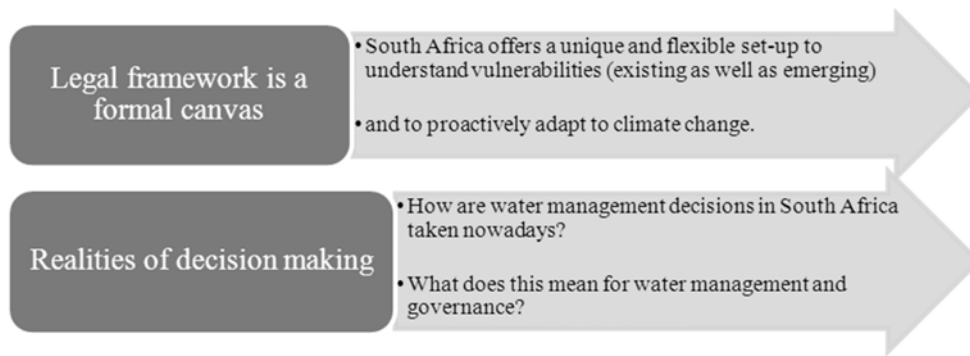 Legal framework is a
formal canvas
• South Africa offers a unique and flexible set-up to
understand vulnerabilities (existing as well as emerging)
• and to proactively adapt to climate change.
Realities of decision making
• How are water management decisions in South Africa
taken nowadays?
• What does this mean for water management and
governance?